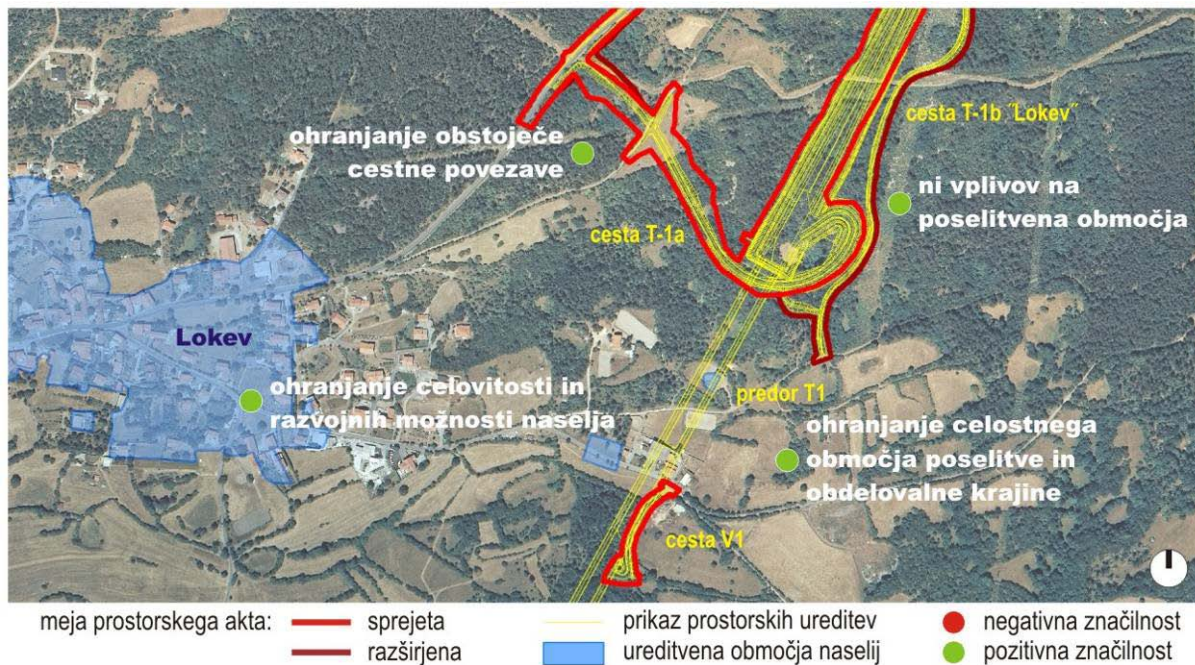 ohranjanje obstoječe
cestne povezave
cesta T-1b "Lokev"
ni vplivov na
poselitvena območja
cesta T-1a
Lokev
ohranjanje celovitosti in
razvojnih možnosti naselja
predor T1
ohranjanje celostnega
območja poselitve in
obdelovalne krajine
cesta V1
meja prostorskega akta:
sprejeta
prikaz prostorskih ureditev
negativna značilnost
razširjena
ureditvena območja naselij
pozitivna značilnost